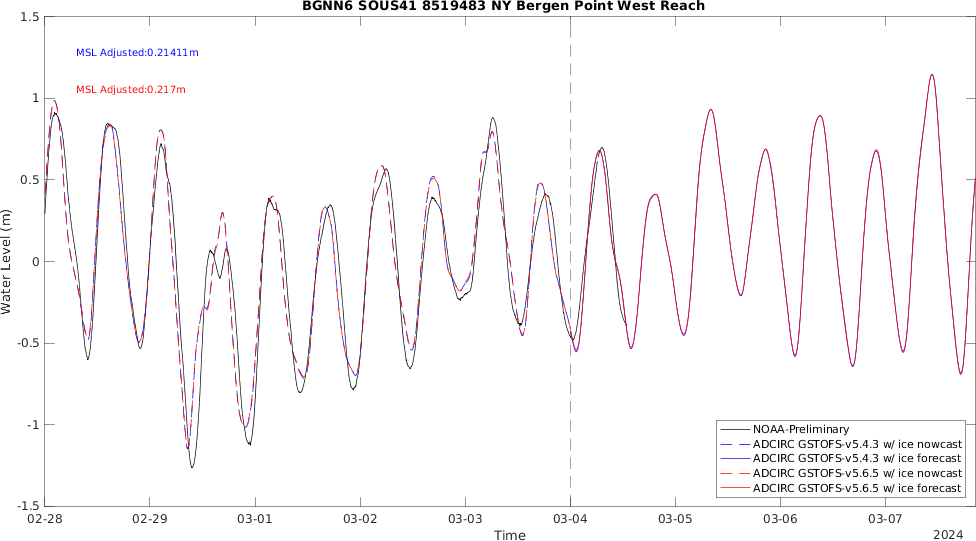 BGNN6 SOUS41 8519483 NY Bergen Point West Reach
1.5
MSL Adjusted:0.21411m
MSL Adjusted:0.217m
1
0.5
0
-0.5
-1
-1.5
Water Level (m)
NOAA-Preliminary
ADCIRC GSTOFS-v5.4.3 w/ ice nowcast
ADCIRC GSTOFS-v5.4.3 w/ ice forecast
ADCIRC GSTOFS-v5.6.5 w/ ice nowcast
ADCIRC GSTOFS-v5.6.5 w/ ice forecast
02-28 02-29 03-01 03-02 03-03 03-04 03-05 03-06 03-07
Time
2024